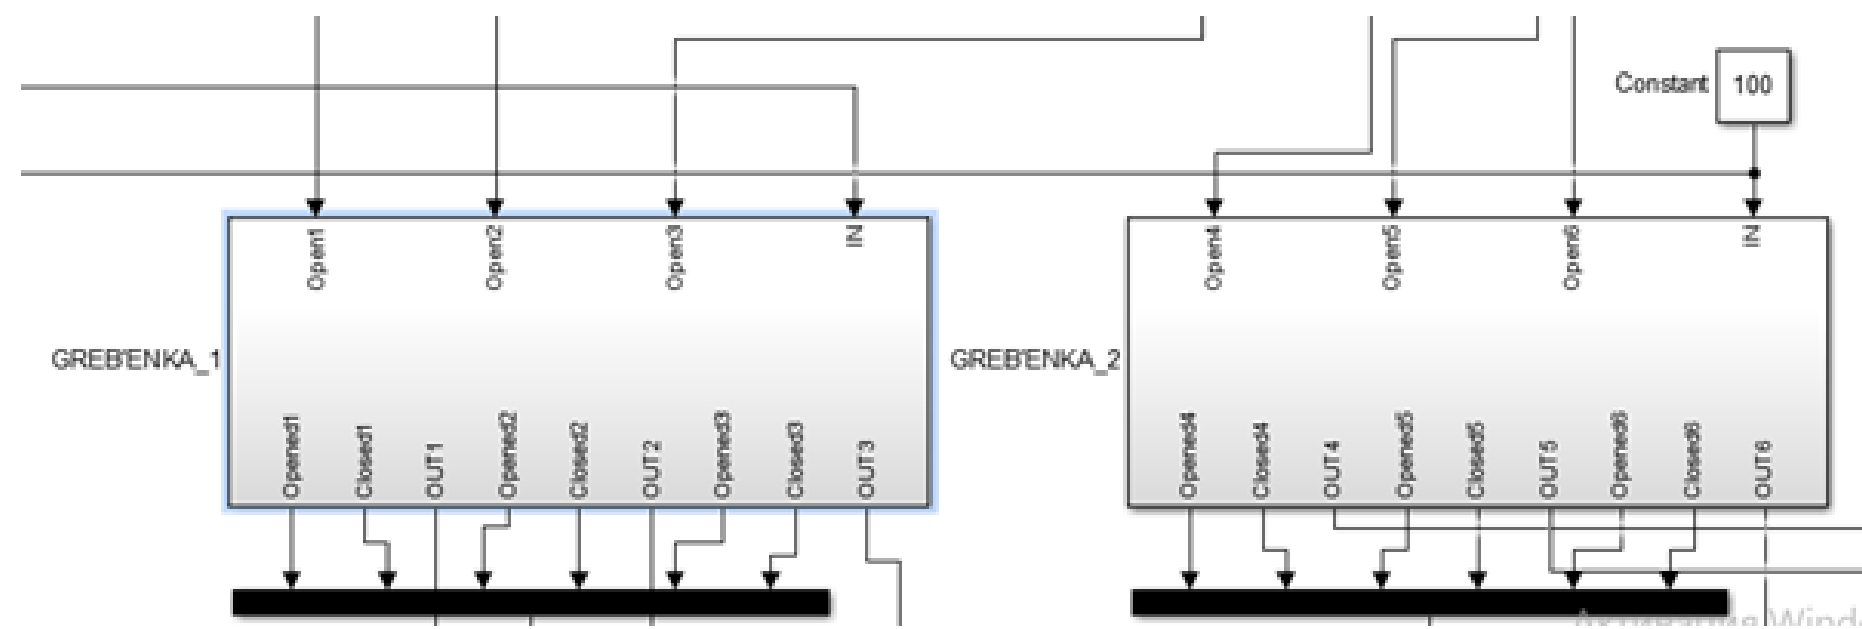 Constant 100
Open1 Open2 Open3 IN
Open4 Open5 Open6 IN
GREB'ENKA_1
GREB'ENKA_2
Opened1 Closed1 OUT1 Opened2 Closed2 OUT2 Opened3 Closed3 OUT3
Opened4 Closed4 OUT4 Opened5 Closed5 OUT5 Opened6 Closed6 OUT6